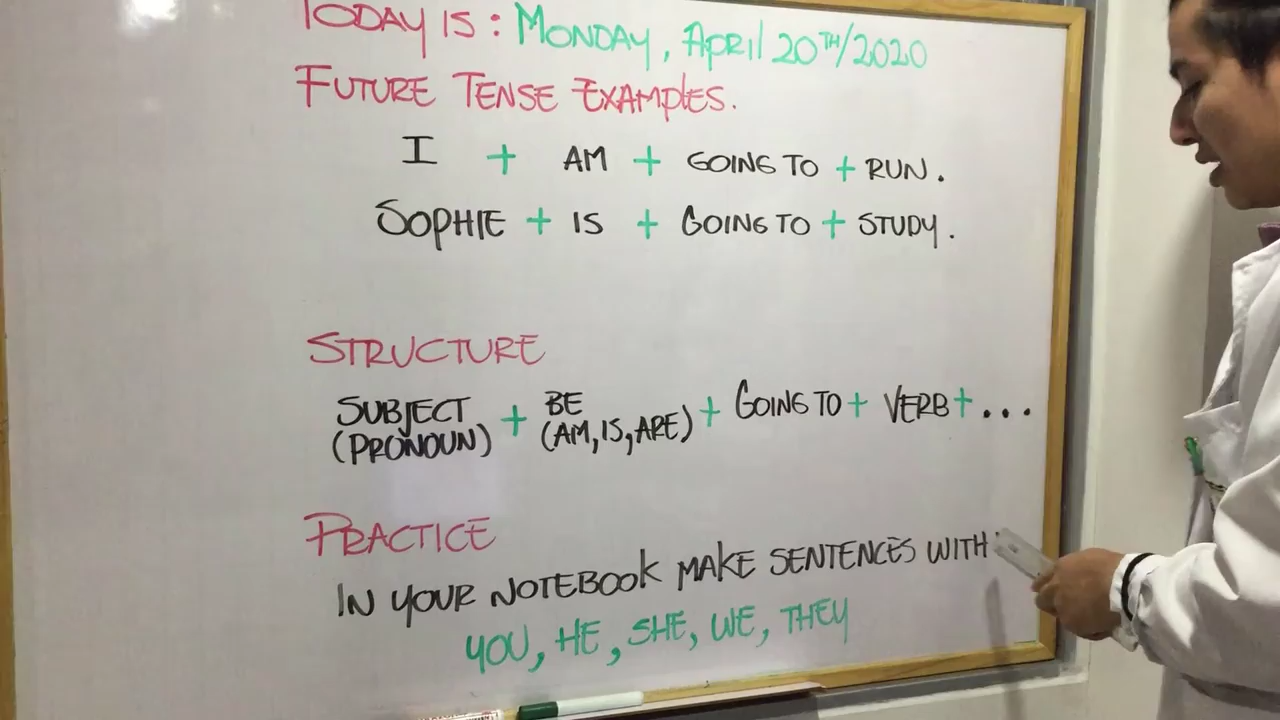 TODAY IS: MONDAY, April 20TH/2020
FUTURE TENSE EXAMPLES.
I + AM + GOING TO + RUN.
SOPHIE + IS + GOING TO + STUDY.
STRUCTURE
SUBJECT (PRONOUN) + BE (AM, IS, ARE) + GOING TO + VERB + ...
PRACTICE
IN YOUR NOTEBOOK MAKE SENTENCES WITH
YOU, HE, SHE, WE, THEY